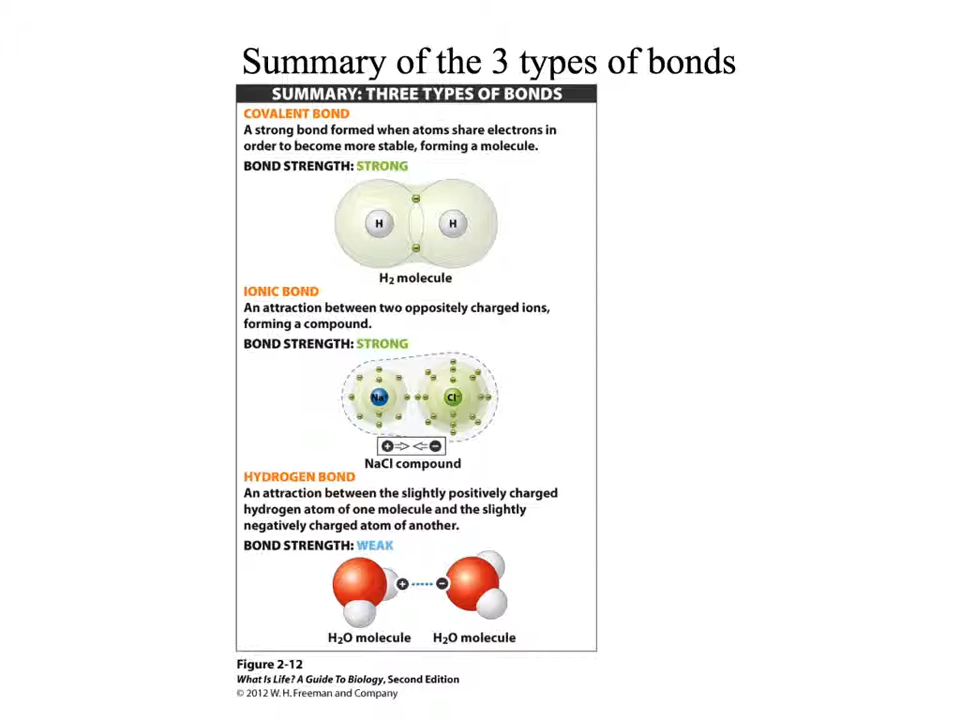 Summary of the 3 types of bonds
SUMMARY: THREE TYPES OF BONDS
COVALENT BOND
A strong bond formed when atoms share electrons in
order to become more stable, forming a molecule.
BOND STRENGTH: STRONG
H H
H₂ molecule
IONIC BOND
An attraction between two oppositely charged ions,
forming a compound.
BOND STRENGTH: STRONG
Na⁺ Cl⁻
NaCl compound
HYDROGEN BOND
An attraction between the slightly positively charged
hydrogen atom of one molecule and the slightly
negatively charged atom of another.
BOND STRENGTH: WEAK
H₂O molecule H₂O molecule
Figure 2-12
What Is Life? A Guide To Biology, Second Edition
© 2012 W. H. Freeman and Company